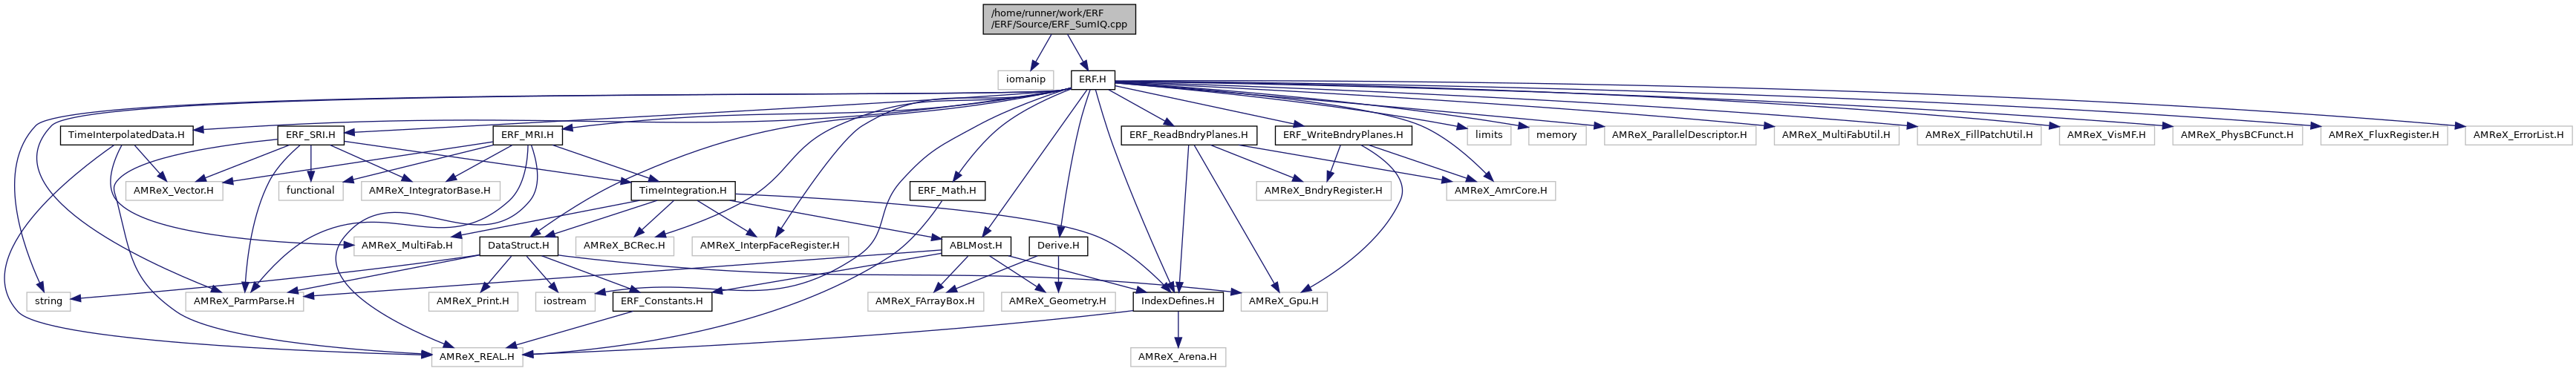 /home/runner/work/ERF
/ERF/Source/ERF_SumIQ.cpp
iomanip
ERF.H
TimeInterpolatedData.H
ERF_SRI.H
ERF_MRI.H
ERF_ReadBndryPlanes.H
ERF_WriteBndryPlanes.H
limits
memory
AMReX_ParallelDescriptor.H
AMReX_MultiFabUtil.H
AMReX_FillPatchUtil.H
AMReX_VisMF.H
AMReX_PhysBCFunct.H
AMReX_FluxRegister.H
AMReX_ErrorList.H
AMReX_Vector.H
functional
AMReX_IntegratorBase.H
TimeIntegration.H
ERF_Math.H
AMReX_BndryRegister.H
AMReX_AmrCore.H
AMReX_MultiFab.H
DataStruct.H
AMReX_BCRec.H
AMReX_InterpFaceRegister.H
ABLMost.H
Derive.H
string
AMReX_ParmParse.H
AMReX_Print.H
iostream
ERF_Constants.H
AMReX_FArrayBox.H
AMReX_Geometry.H
IndexDefines.H
AMReX_Gpu.H
AMReX_REAL.H
AMReX_Arena.H